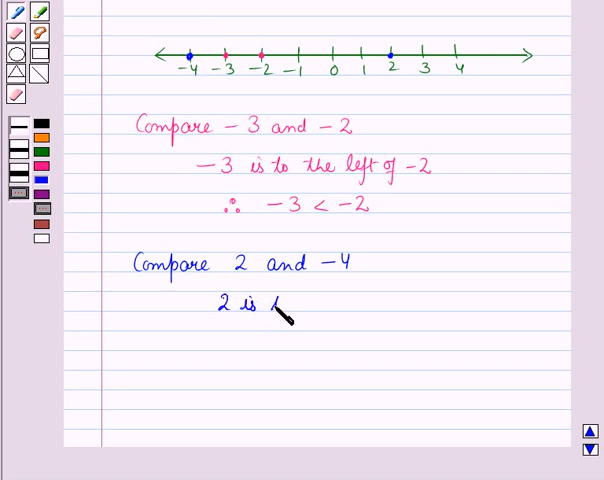 -4 -3 -2 -1 0 1 2 3 4
Compare - 3 and - 2
- 3 is to the left of - 2
∴ - 3 < - 2
Compare 2 and - 4
2 is